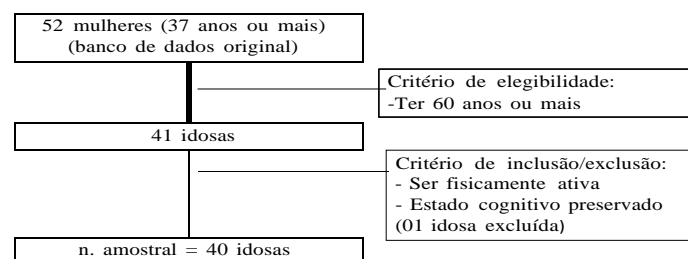 52 mulheres (37 anos ou mais)
(banco de dados original)
Critério de elegibilidade:
-Ter 60 anos ou mais
41 idosas
Critério de inclusão/exclusão:
- Ser fisicamente ativa
- Estado cognitivo preservado
(01 idosa excluída)
n. amostral = 40 idosas